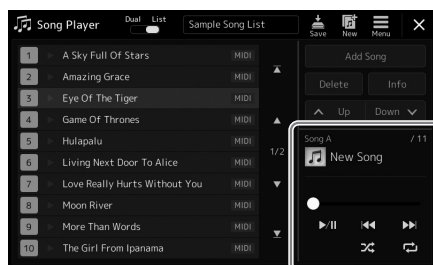 Song Player
Dual List
Sample Song List
Save
New
Menu
1 A Sky Full Of Stars MIDI
2 Amazing Grace MIDI
3 Eye Of The Tiger MIDI
4 Game Of Thrones MIDI
5 Hulapalu MIDI
6 Living Next Door To Alice MIDI
7 Love Really Hurts Without You MIDI
8 Moon River MIDI
9 More Than Words MIDI
10 The Girl From Ipanama MIDI
1/2
Add Song
Delete
Info
Up
Down
Song A
/ 11
New Song